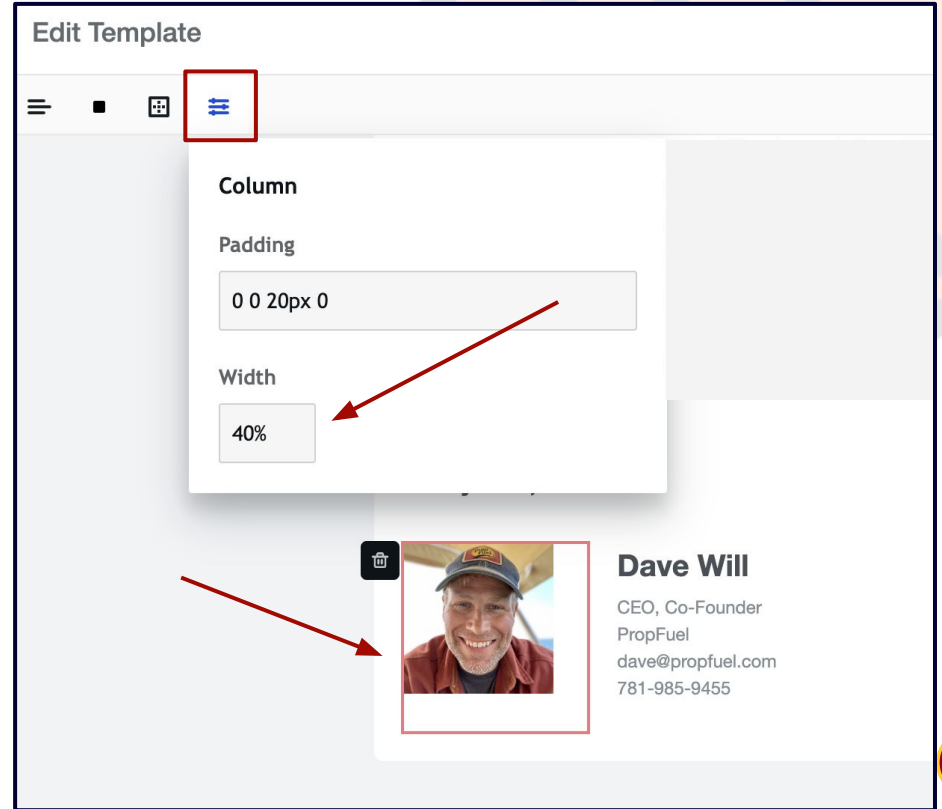 Edit Template
Column
Padding
0 0 20px 0
Width
40%
Dave Will
CEO, Co-Founder
PropFuel
dave@propfuel.com
781-985-9455